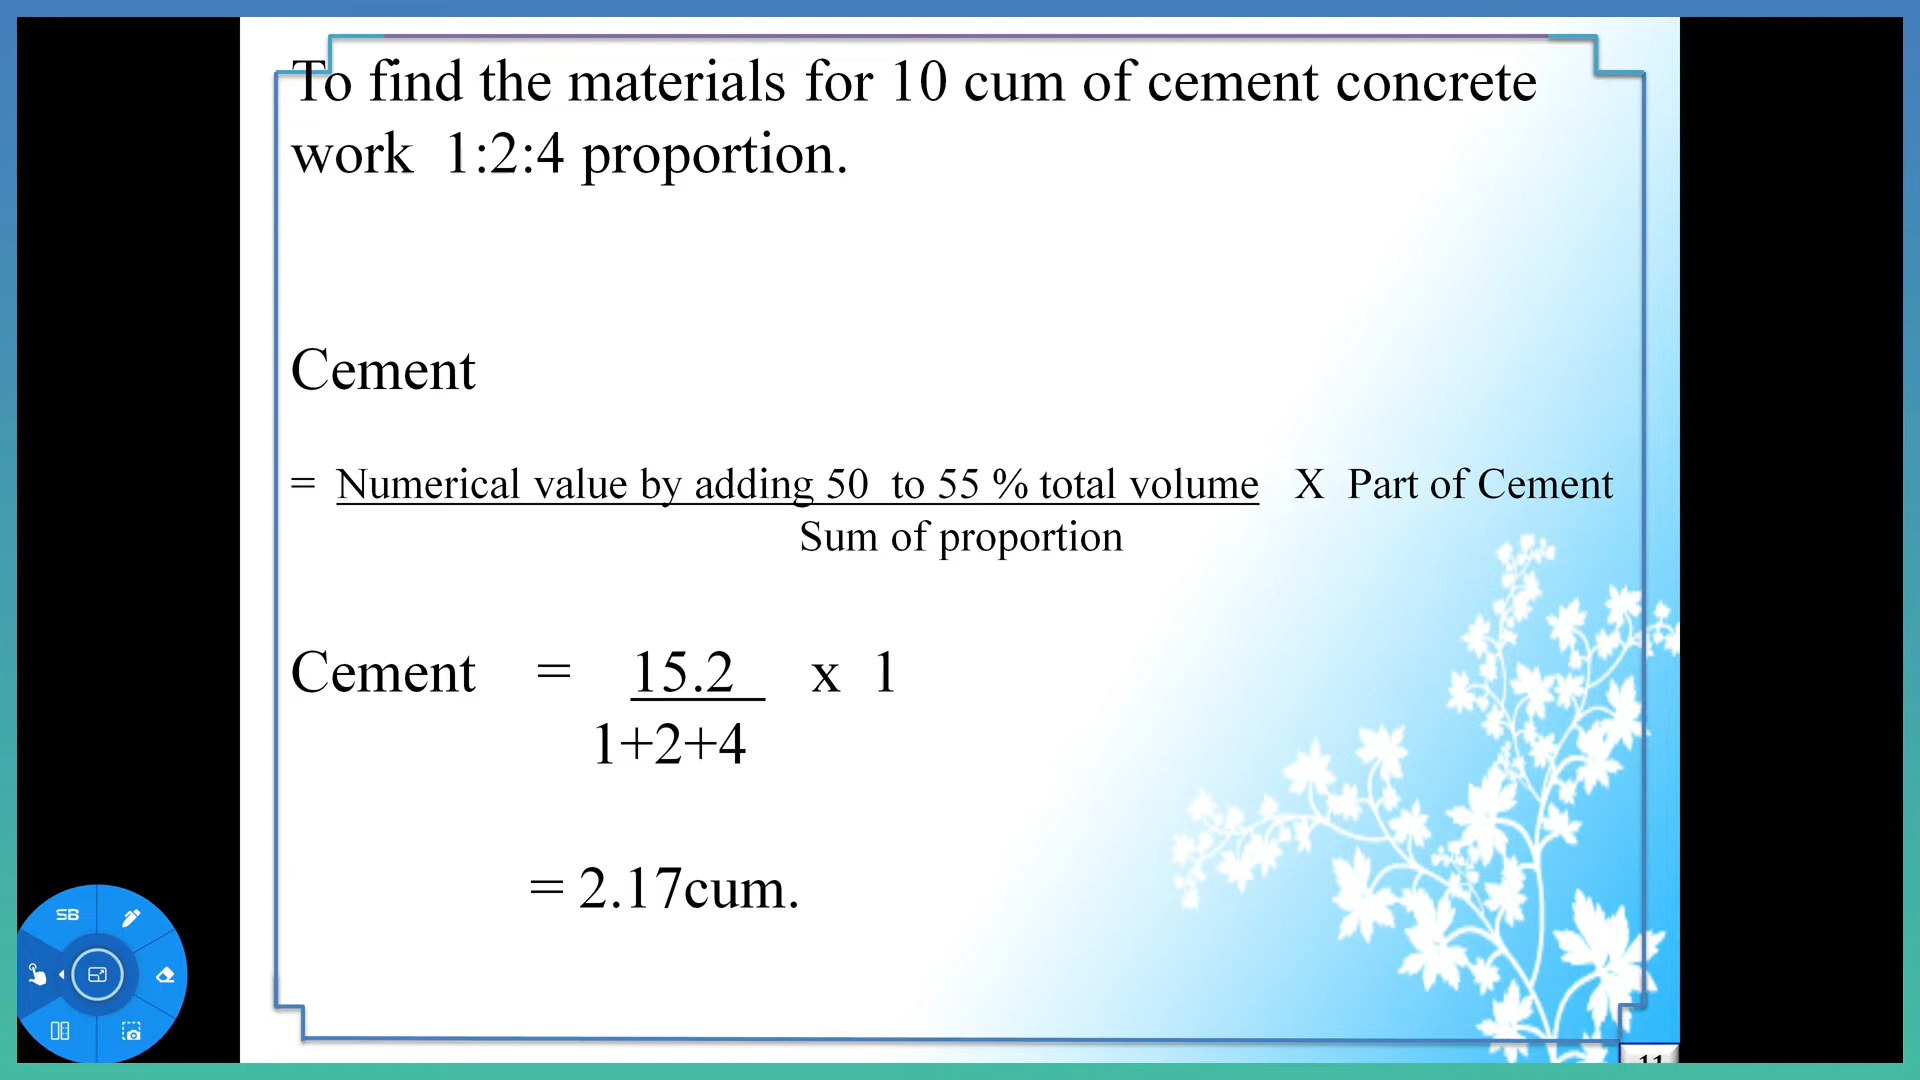 To find the materials for 10 cum of cement concrete
work 1:2:4 proportion.
Cement
= Numerical value by adding 50 to 55 % total volume X Part of Cement
Sum of proportion
Cement = 15.2 x 1
1+2+4
= 2.17cum.
SB
11